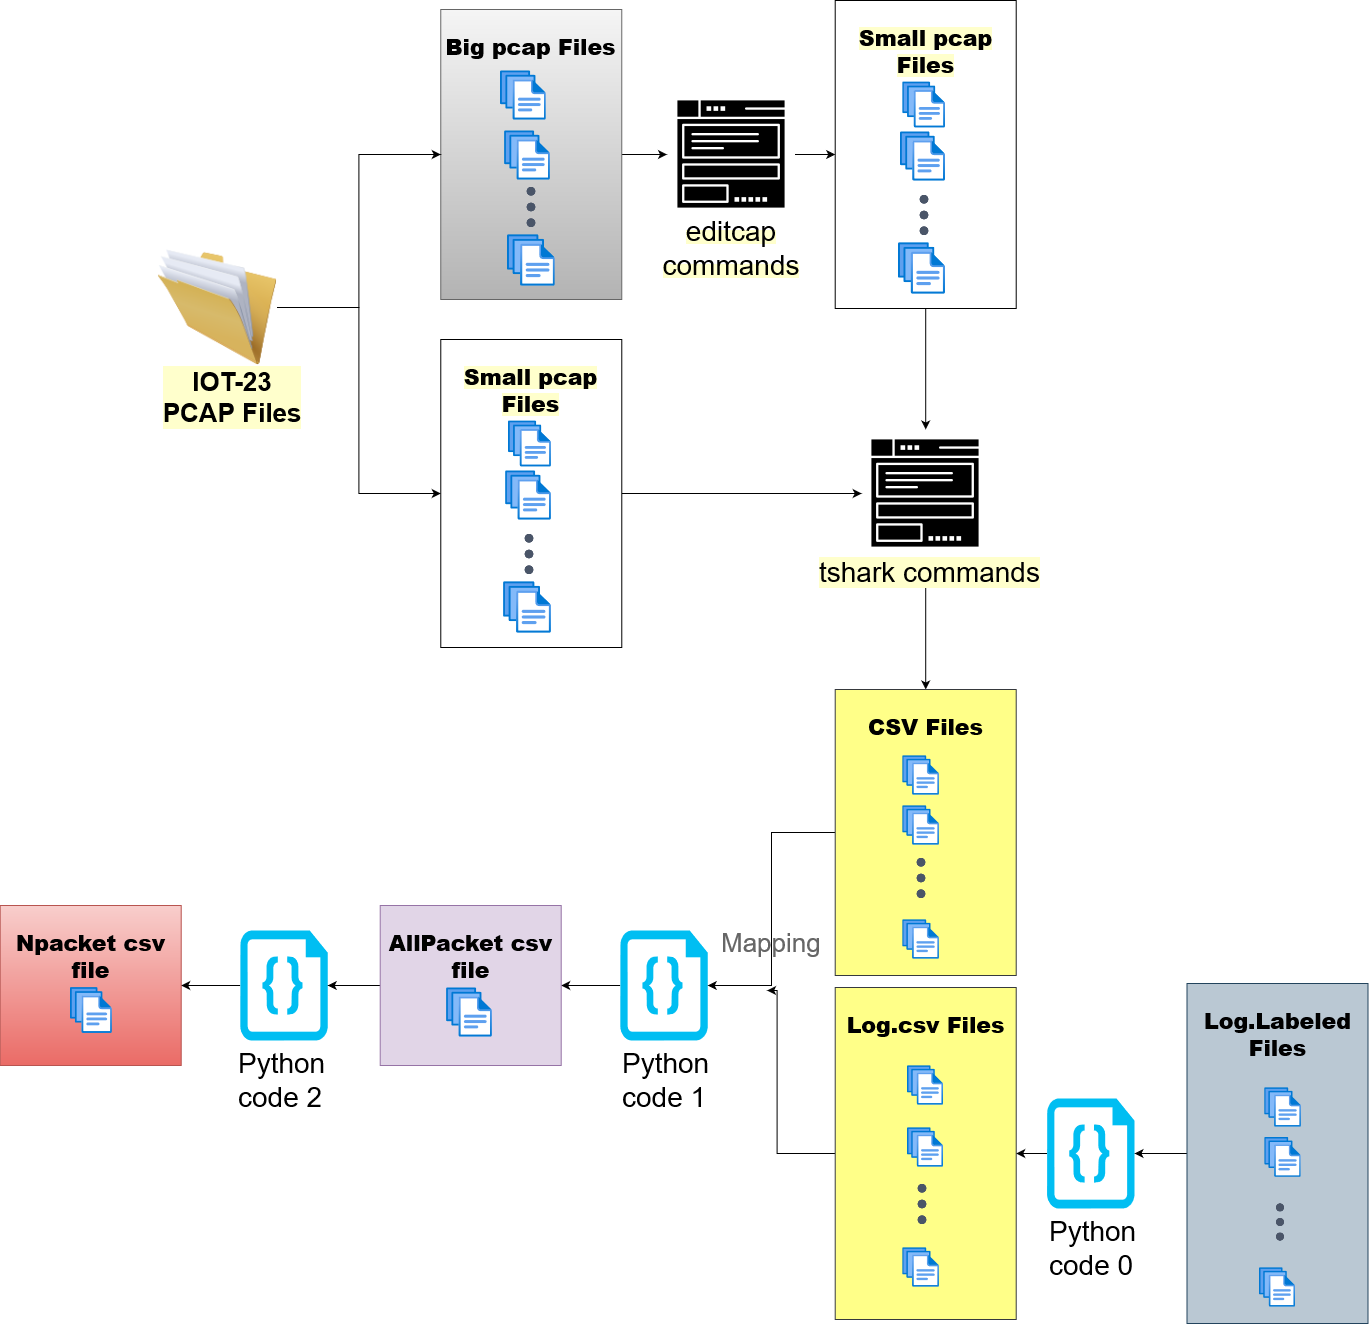 Big pcap Files
Small pcap
Files
editcap
commands
IOT-23
PCAP Files
Small pcap
Files
tshark commands
CSV Files
Mapping
Npacket csv
file
Python
code 2
AllPacket csv
file
Python
code 1
Log.csv Files
Python
code 0
Log.Labeled
Files